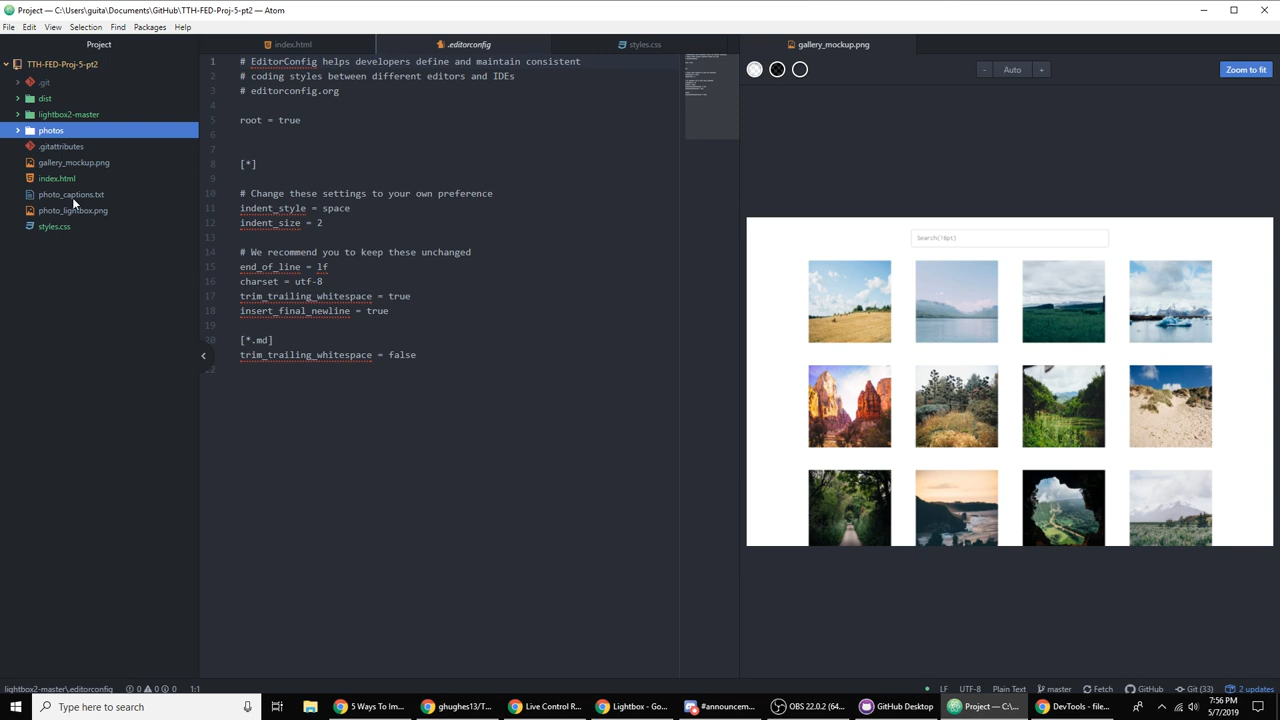 Project — C:\Users\guita\Documents\GitHub\TTH-FED-Proj-5-pt2 — Atom
File Edit View Selection Find Packages Help
Project
index.html
.editorconfig
styles.css
gallery_mockup.png
TTH-FED-Proj-5-pt2
.git
dist
lightbox2-master
photos
.gitattributes
gallery_mockup.png
index.html
photo_captions.txt
photo_lightbox.png
styles.css
1 # EditorConfig helps developers define and maintain consistent
2 # coding styles between different editors and IDEs
3 # editorconfig.org
4
5 root = true
6
7
8 [*]
9
10 # Change these settings to your own preference
11 indent_style = space
12 indent_size = 2
13
14 # We recommend you to keep these unchanged
15 end_of_line = lf
16 charset = utf-8
17 trim_trailing_whitespace = true
18 insert_final_newline = true
19
20 [*.md]
21 trim_trailing_whitespace = false
- Auto +
Zoom to fit
Search(16pt)
lightbox2-master\.editorconfig 0 0 0 1:1
LF UTF-8 Plain Text master Fetch GitHub Git (33) 2 updates
Type here to search
5 Ways To Im...
ghughes13/T...
Live Control R...
Lightbox - Go...
#announcem...
OBS 22.0.2 (64...
GitHub Desktop
Project — C:\...
DevTools - file...
7:56 PM
5/7/2019